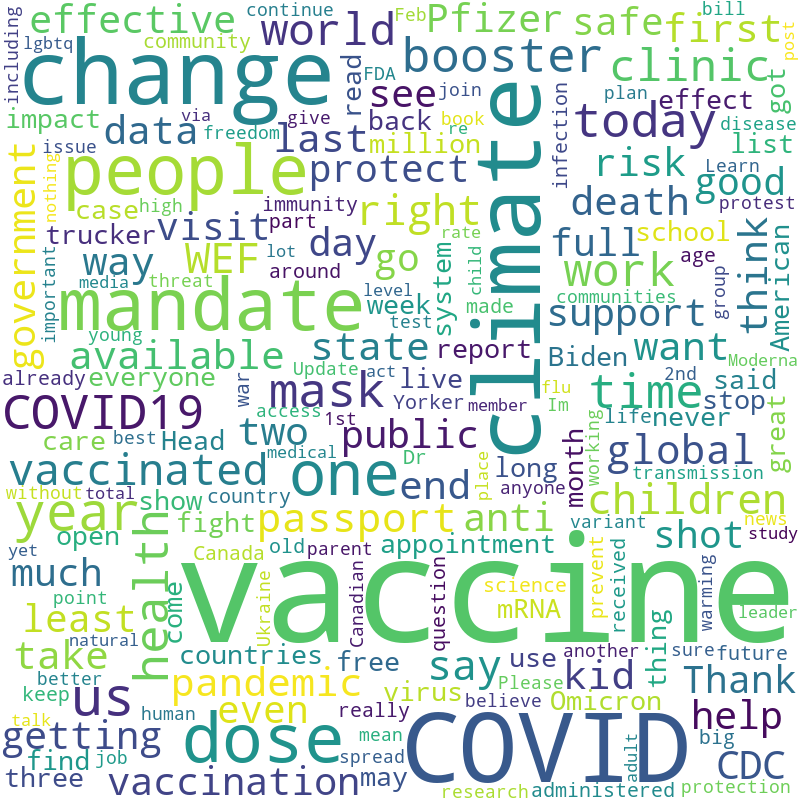 including
lgbtq
effective
continue
community
world
Feb
Pfizer
safe
first
bill
post
change
read
FDA
booster
clinic
got
impact
data
via
freedom
give
see
back
join
book
re
climate
infection
today
plan
effect
disease
list
issue
last
million
government
nothing
people
protect
risk
good
Learn
protest
case
high
immunity
part
right
death
trucker
visit
WEF
day
go
rate
child
system
full
school
think
American
important
way
media
threat
lot
around
work
age
group
mandate
level
week
test
made
communities
support
young
available
Update
act
state
report
Biden
want
Moderna
already
everyone
war
mask
live
Yorker
member
flu
Im
time
2nd
said
stop
COVID19
access
1st
public
life
never
great
care
best
Head
two
medical
Dr
place
long
month
working
global
vaccinated
one
end
anyone
transmission
without
total
show
country
children
year
fight
passport
anti
variant
news
open
health
Canada
old
parent
appointment
shot
study
yet
much
come
Ukraine
vaccine
Canadian
question
science
mRNA
prevent
received
warming
point
least
leader
natural
countries
free
say
use
another
thing
sure
future
better
take
pandemic
virus
Please
kid
Thank
keep
us
believe
Omicron
talk
human
even
really
help
getting
dose
mean
COVID
adult
big
find
job
spread
CDC
three
vaccination
may
research
administered
protection